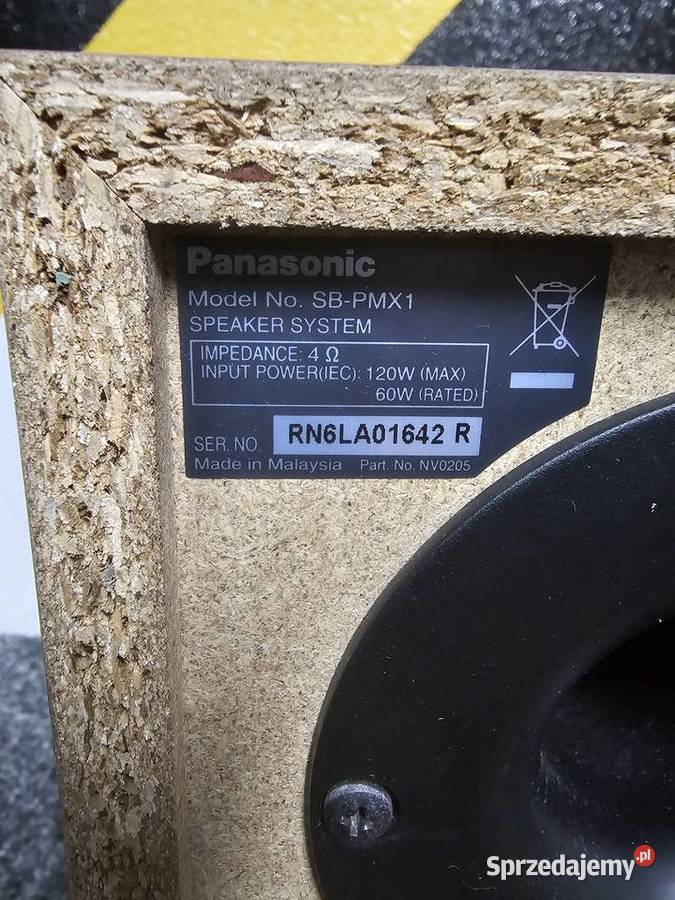 Panasonic
Model No. SB-PMX1
SPEAKER SYSTEM
IMPEDANCE: 4 Ω
INPUT POWER(IEC): 120W (MAX)
60W (RATED)
SER. NO. RN6LA01642 R
Made in Malaysia Part. No. NV0205
Sprzedajemy.pl